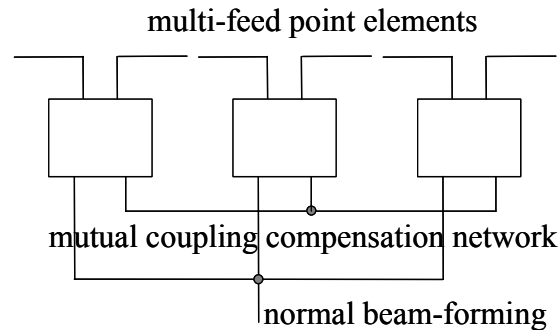 multi-feed point elements
mutual coupling compensation network
normal beam-forming